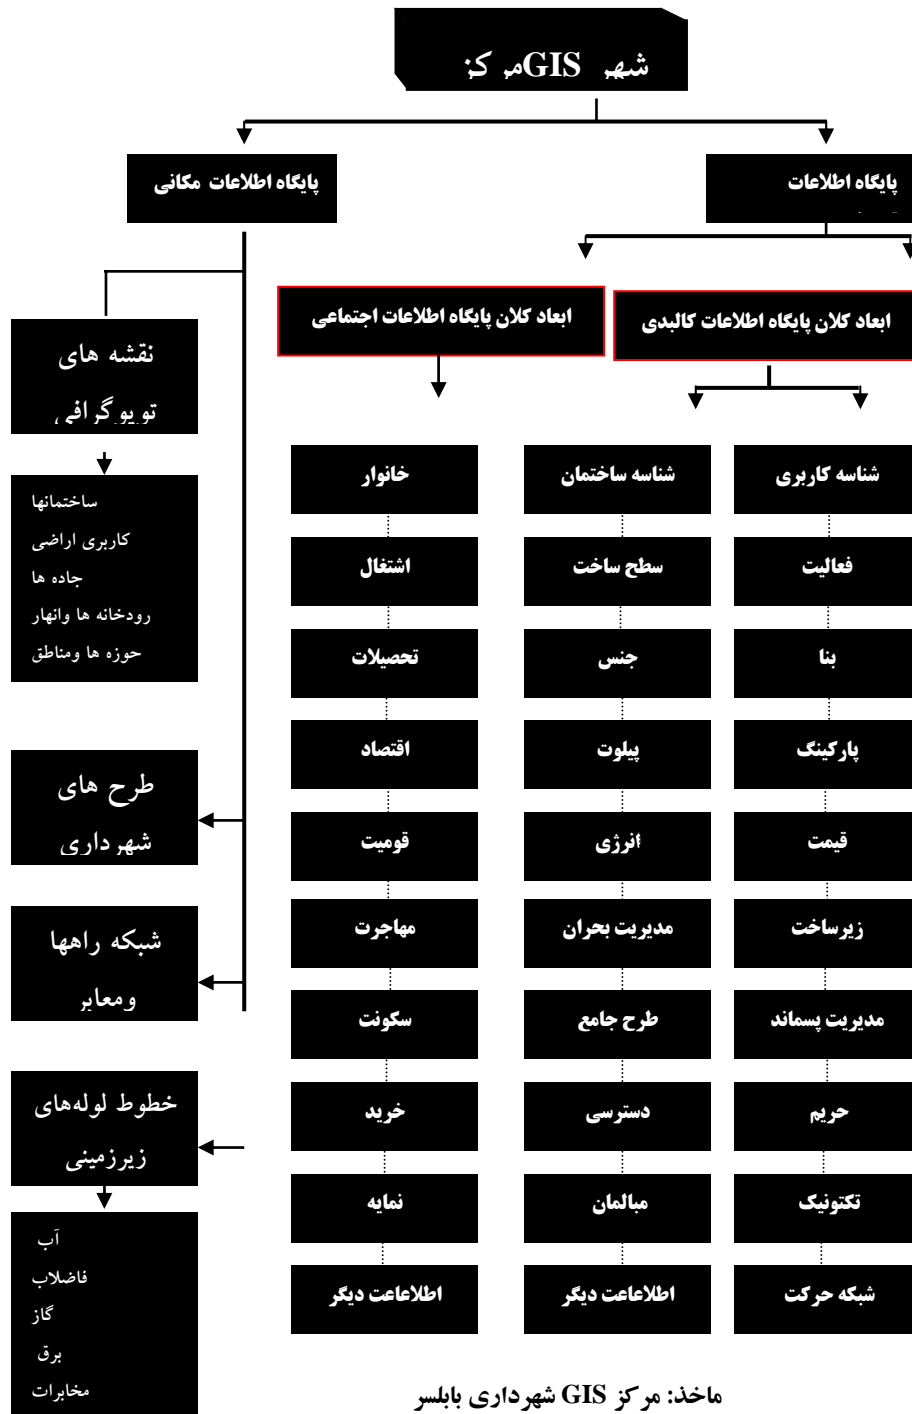 مرکز GIS شهر
پایگاه اطلاعات
پایگاه اطلاعات مکانی
ابعاد کلان پایگاه اطلاعات کالبدی
ابعاد کلان پایگاه اطلاعات اجتماعی
شناسه کاربری
فعالیت
بنا
پارکینگ
قیمت
زیرساخت
مدیریت پسماند
حریم
تکتونیک
شبکه حرکت
شناسه ساختمان
سطح ساخت
جنس
پیلوت
انرژی
مدیریت بحران
طرح جامع
دسترسی
مبالمان
اطلاعاعت دیگر
خانوار
اشتغال
تحصیلات
اقتصاد
قومیت
مهاجرت
سکونت
خرید
نمایه
اطلاعاعت دیگر
نقشه های
توپوگرافی
ساختمانها
کاربری اراضی
جاده ها
رودخانه ها وانهار
حوزه ها ومناطق
طرح های
شهرداری
شبکه راهها
ومعابر
خطوط لوله‌های
زیرزمینی
آب
فاضلاب
گاز
برق
مخابرات
ماخذ: مرکز GIS شهرداری بابلسر